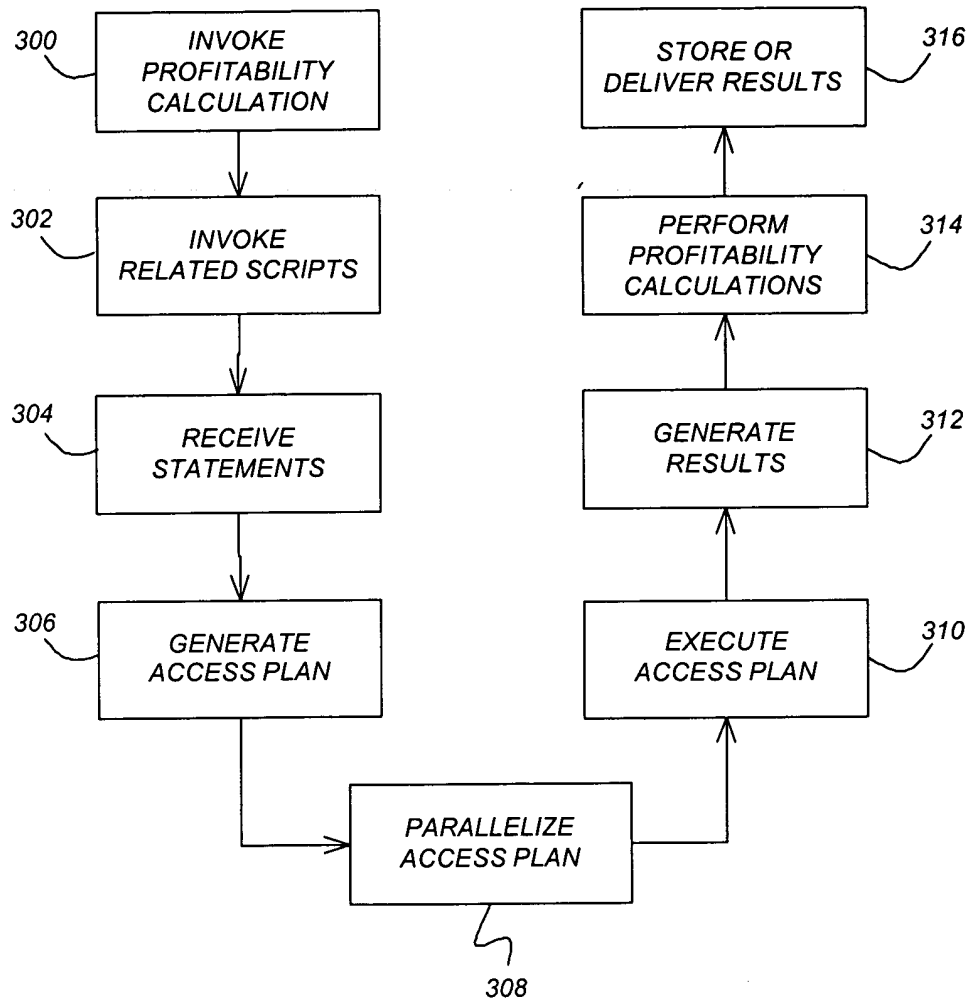 300
INVOKE
PROFITABILITY
CALCULATION
302
INVOKE
RELATED SCRIPTS
304
RECEIVE
STATEMENTS
306
GENERATE
ACCESS PLAN
PARALLELIZE
ACCESS PLAN
308
EXECUTE
ACCESS PLAN
310
GENERATE
RESULTS
312
PERFORM
PROFITABILITY
CALCULATIONS
314
STORE OR
DELIVER RESULTS
316